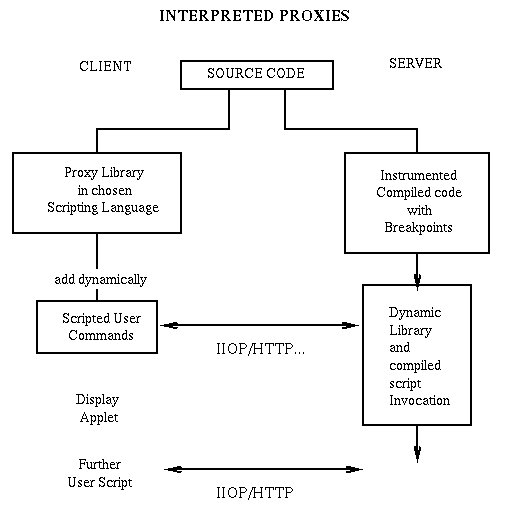 INTERPRETED PROXIES
CLIENT
SOURCE CODE
SERVER
Proxy Library
in chosen
Scripting Language
Instrumented
Compiled code
with
Breakpoints
add dynamically
Scripted User
Commands
IIOP/HTTP...
Dynamic
Library
and
compiled
script
Invocation
Display
Applet
Further
User Script
IIOP/HTTP